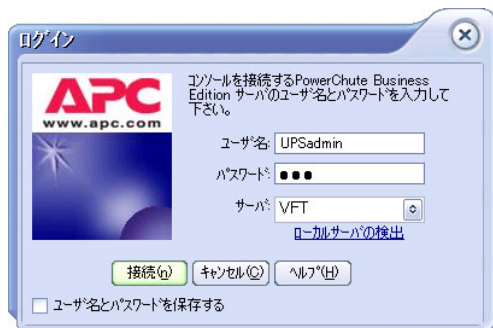 ログイン
APC
www.apc.com
コンソールを接続するPowerChute Business
Edition サーバのユーザ名とパスワードを入力して
下さい。
ユーザ名: UPSadmin
パスワード: ●●●
サーバ: VFT
ローカルサーバの検出
接続(n) キャンセル(C) ヘルプ(H)
ユーザ名とパスワードを保存する